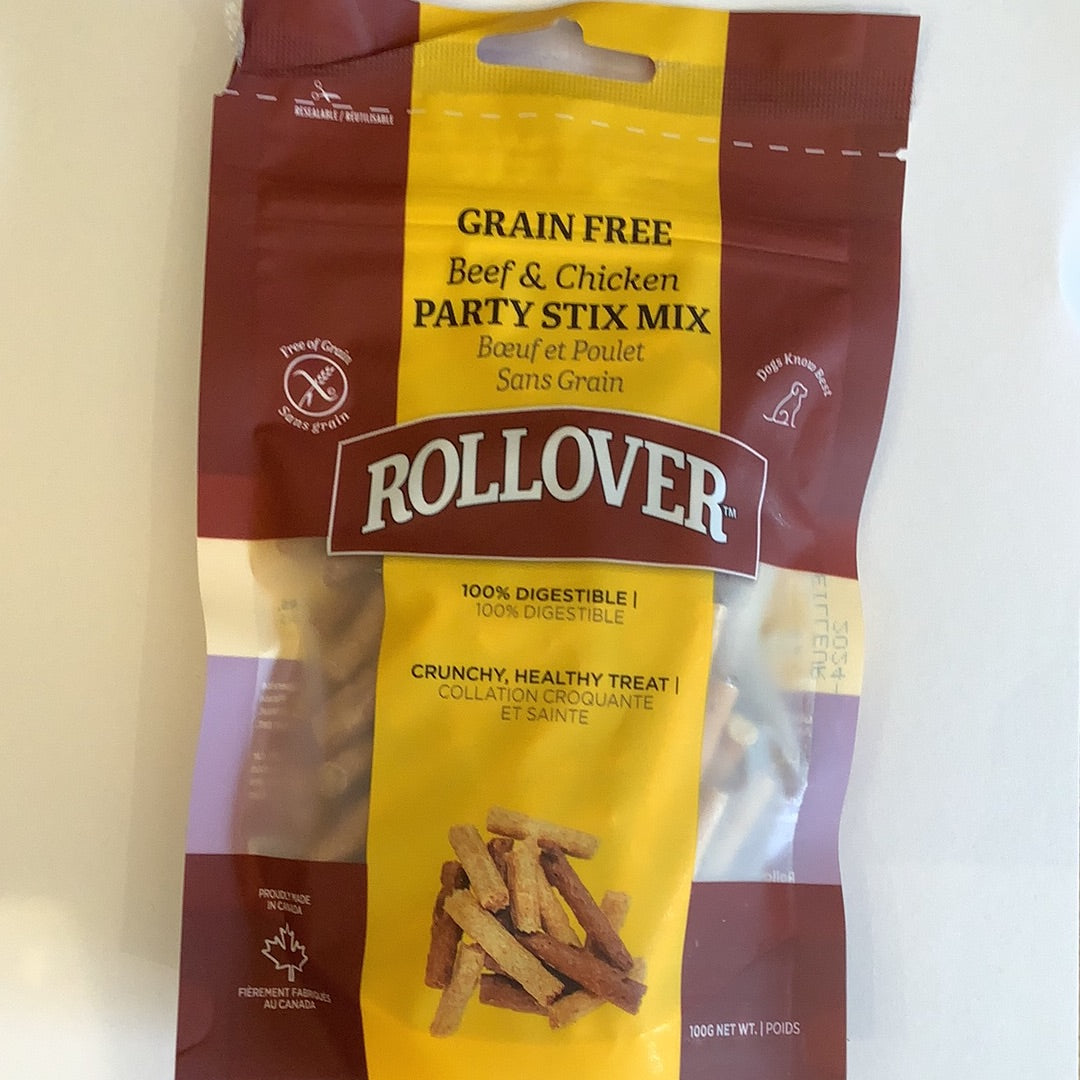 RESEALABLE / RÉUTILISABLE
GRAIN FREE
Beef & Chicken
PARTY STIX MIX
Bœuf et Poulet
Sans Grain
Free of Grain
Sans grain
Dogs Know Best
ROLLOVER™
100% DIGESTIBLE |
100% DIGESTIBLE
CRUNCHY, HEALTHY TREAT |
COLLATION CROQUANTE
ET SAINTE
PROUDLY MADE
IN CANADA
FIÈREMENT FABRIQUÉS
AU CANADA
100G NET WT. | POIDS